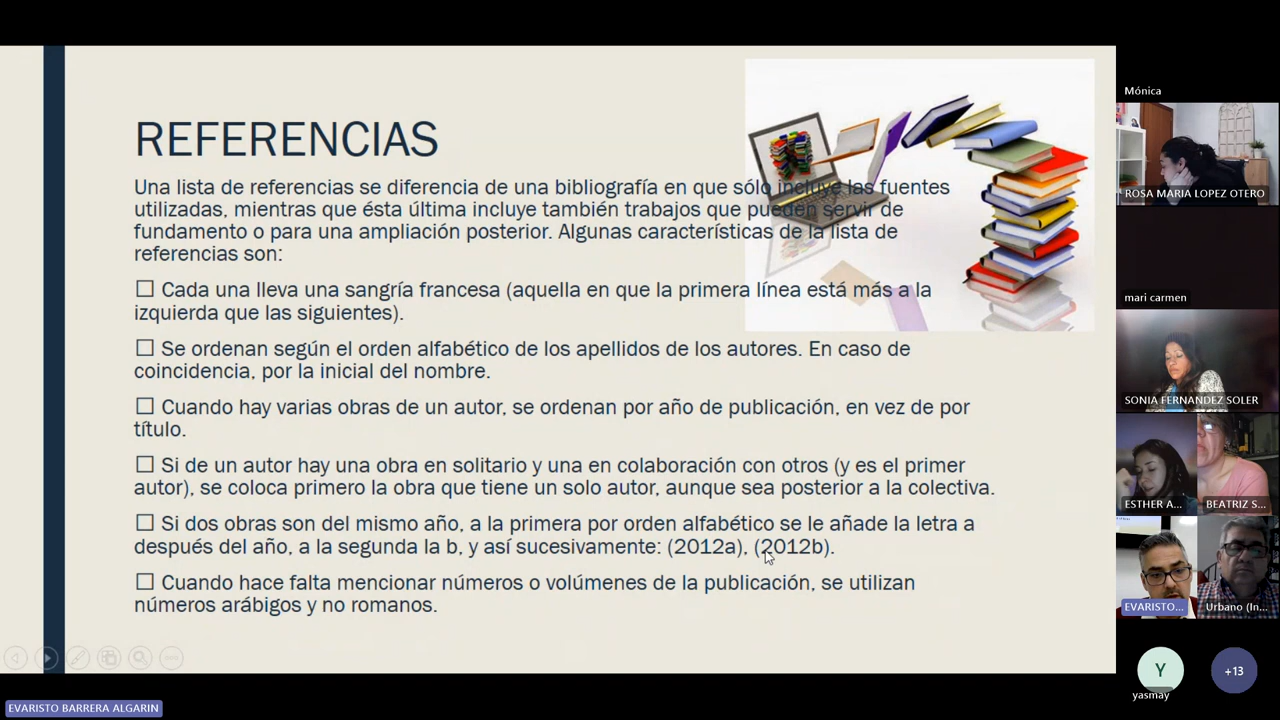 REFERENCIAS
Una lista de referencias se diferencia de una bibliografía en que sólo incluye las fuentes
utilizadas, mientras que ésta última incluye también trabajos que pueden servir de
fundamento o para una ampliación posterior. Algunas características de la lista de
referencias son:
☐ Cada una lleva una sangría francesa (aquella en que la primera línea está más a la
izquierda que las siguientes).
☐ Se ordenan según el orden alfabético de los apellidos de los autores. En caso de
coincidencia, por la inicial del nombre.
☐ Cuando hay varias obras de un autor, se ordenan por año de publicación, en vez de por
título.
☐ Si de un autor hay una obra en solitario y una en colaboración con otros (y es el primer
autor), se coloca primero la obra que tiene un solo autor, aunque sea posterior a la colectiva.
☐ Si dos obras son del mismo año, a la primera por orden alfabético se le añade la letra a
después del año, a la segunda la b, y así sucesivamente: (2012a), (2012b).
☐ Cuando hace falta mencionar números o volúmenes de la publicación, se utilizan
números arábigos y no romanos.
Mónica
ROSA MARIA LOPEZ OTERO
mari carmen
SONIA FERNANDEZ SOLER
ESTHER A...
BEATRIZ S...
EVARISTO...
Urbano (In...
Y
yasmay
+13
EVARISTO BARRERA ALGARIN